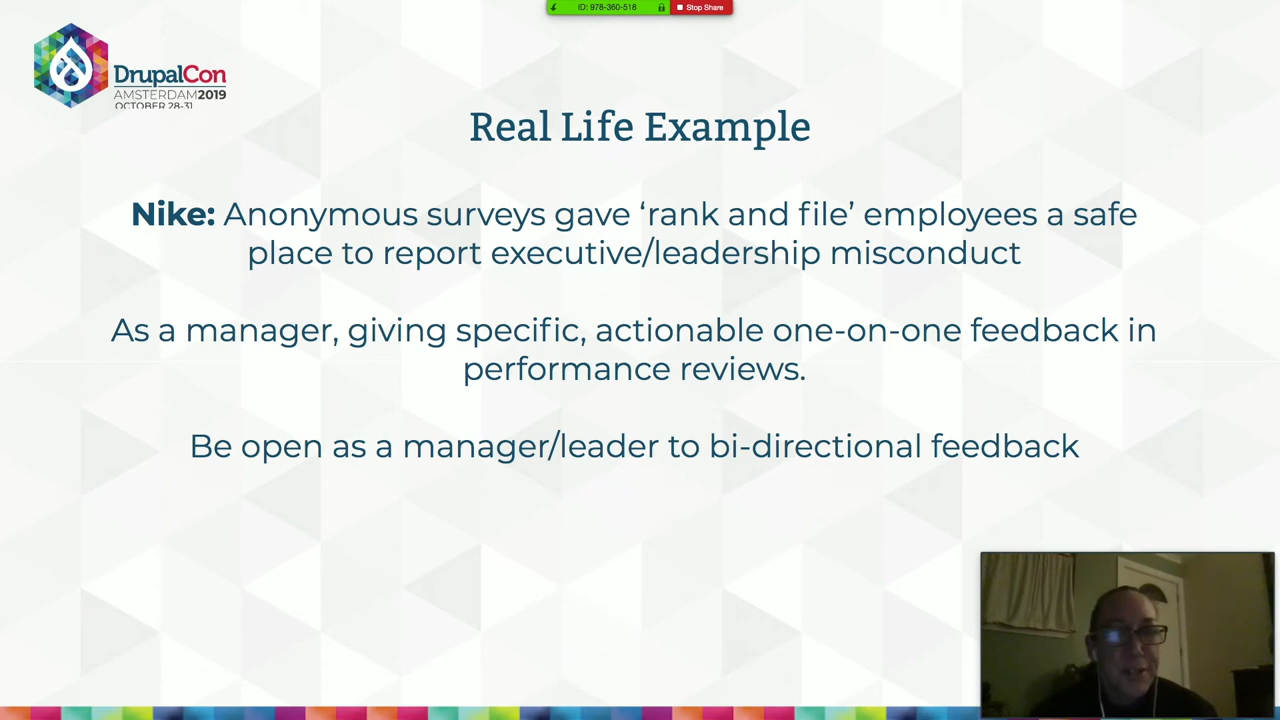 ID: 978-360-518
Stop Share
DrupalCon
AMSTERDAM2019
OCTOBER 28-31
Real Life Example
Nike: Anonymous surveys gave ‘rank and file’ employees a safe
place to report executive/leadership misconduct
As a manager, giving specific, actionable one-on-one feedback in
performance reviews.
Be open as a manager/leader to bi-directional feedback